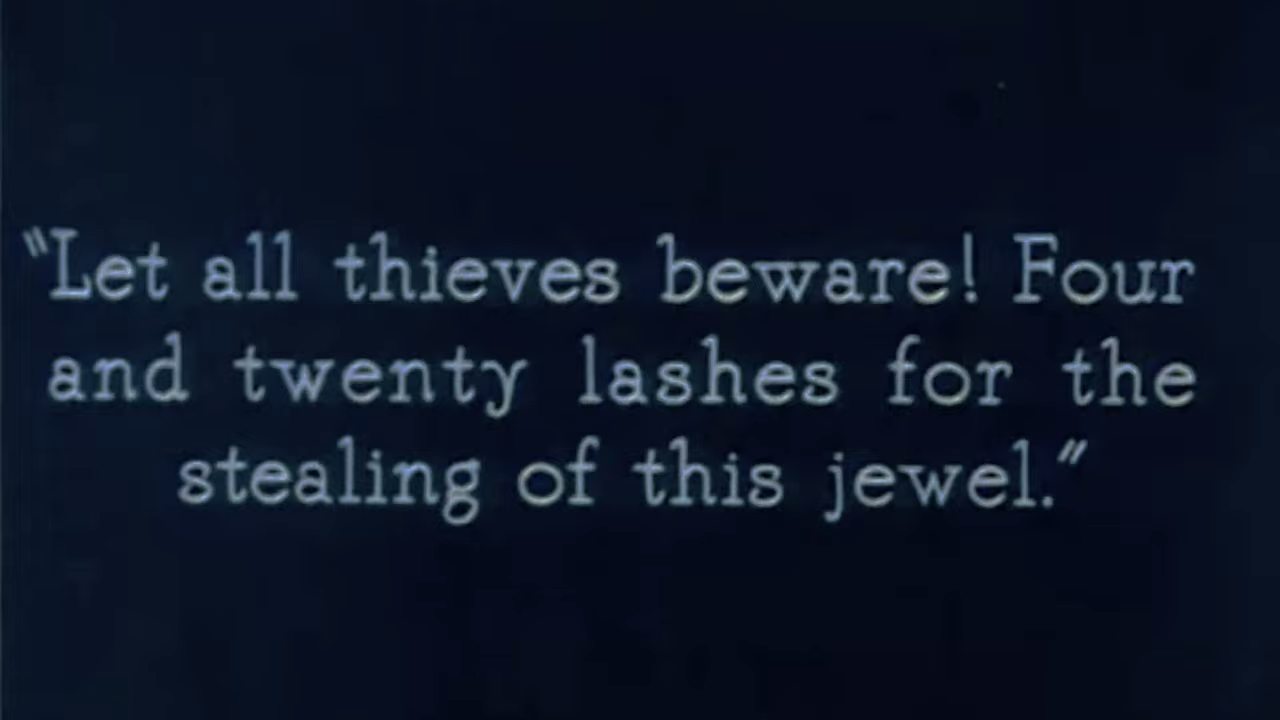 "Let all thieves beware! Four
and twenty lashes for the
stealing of this jewel."